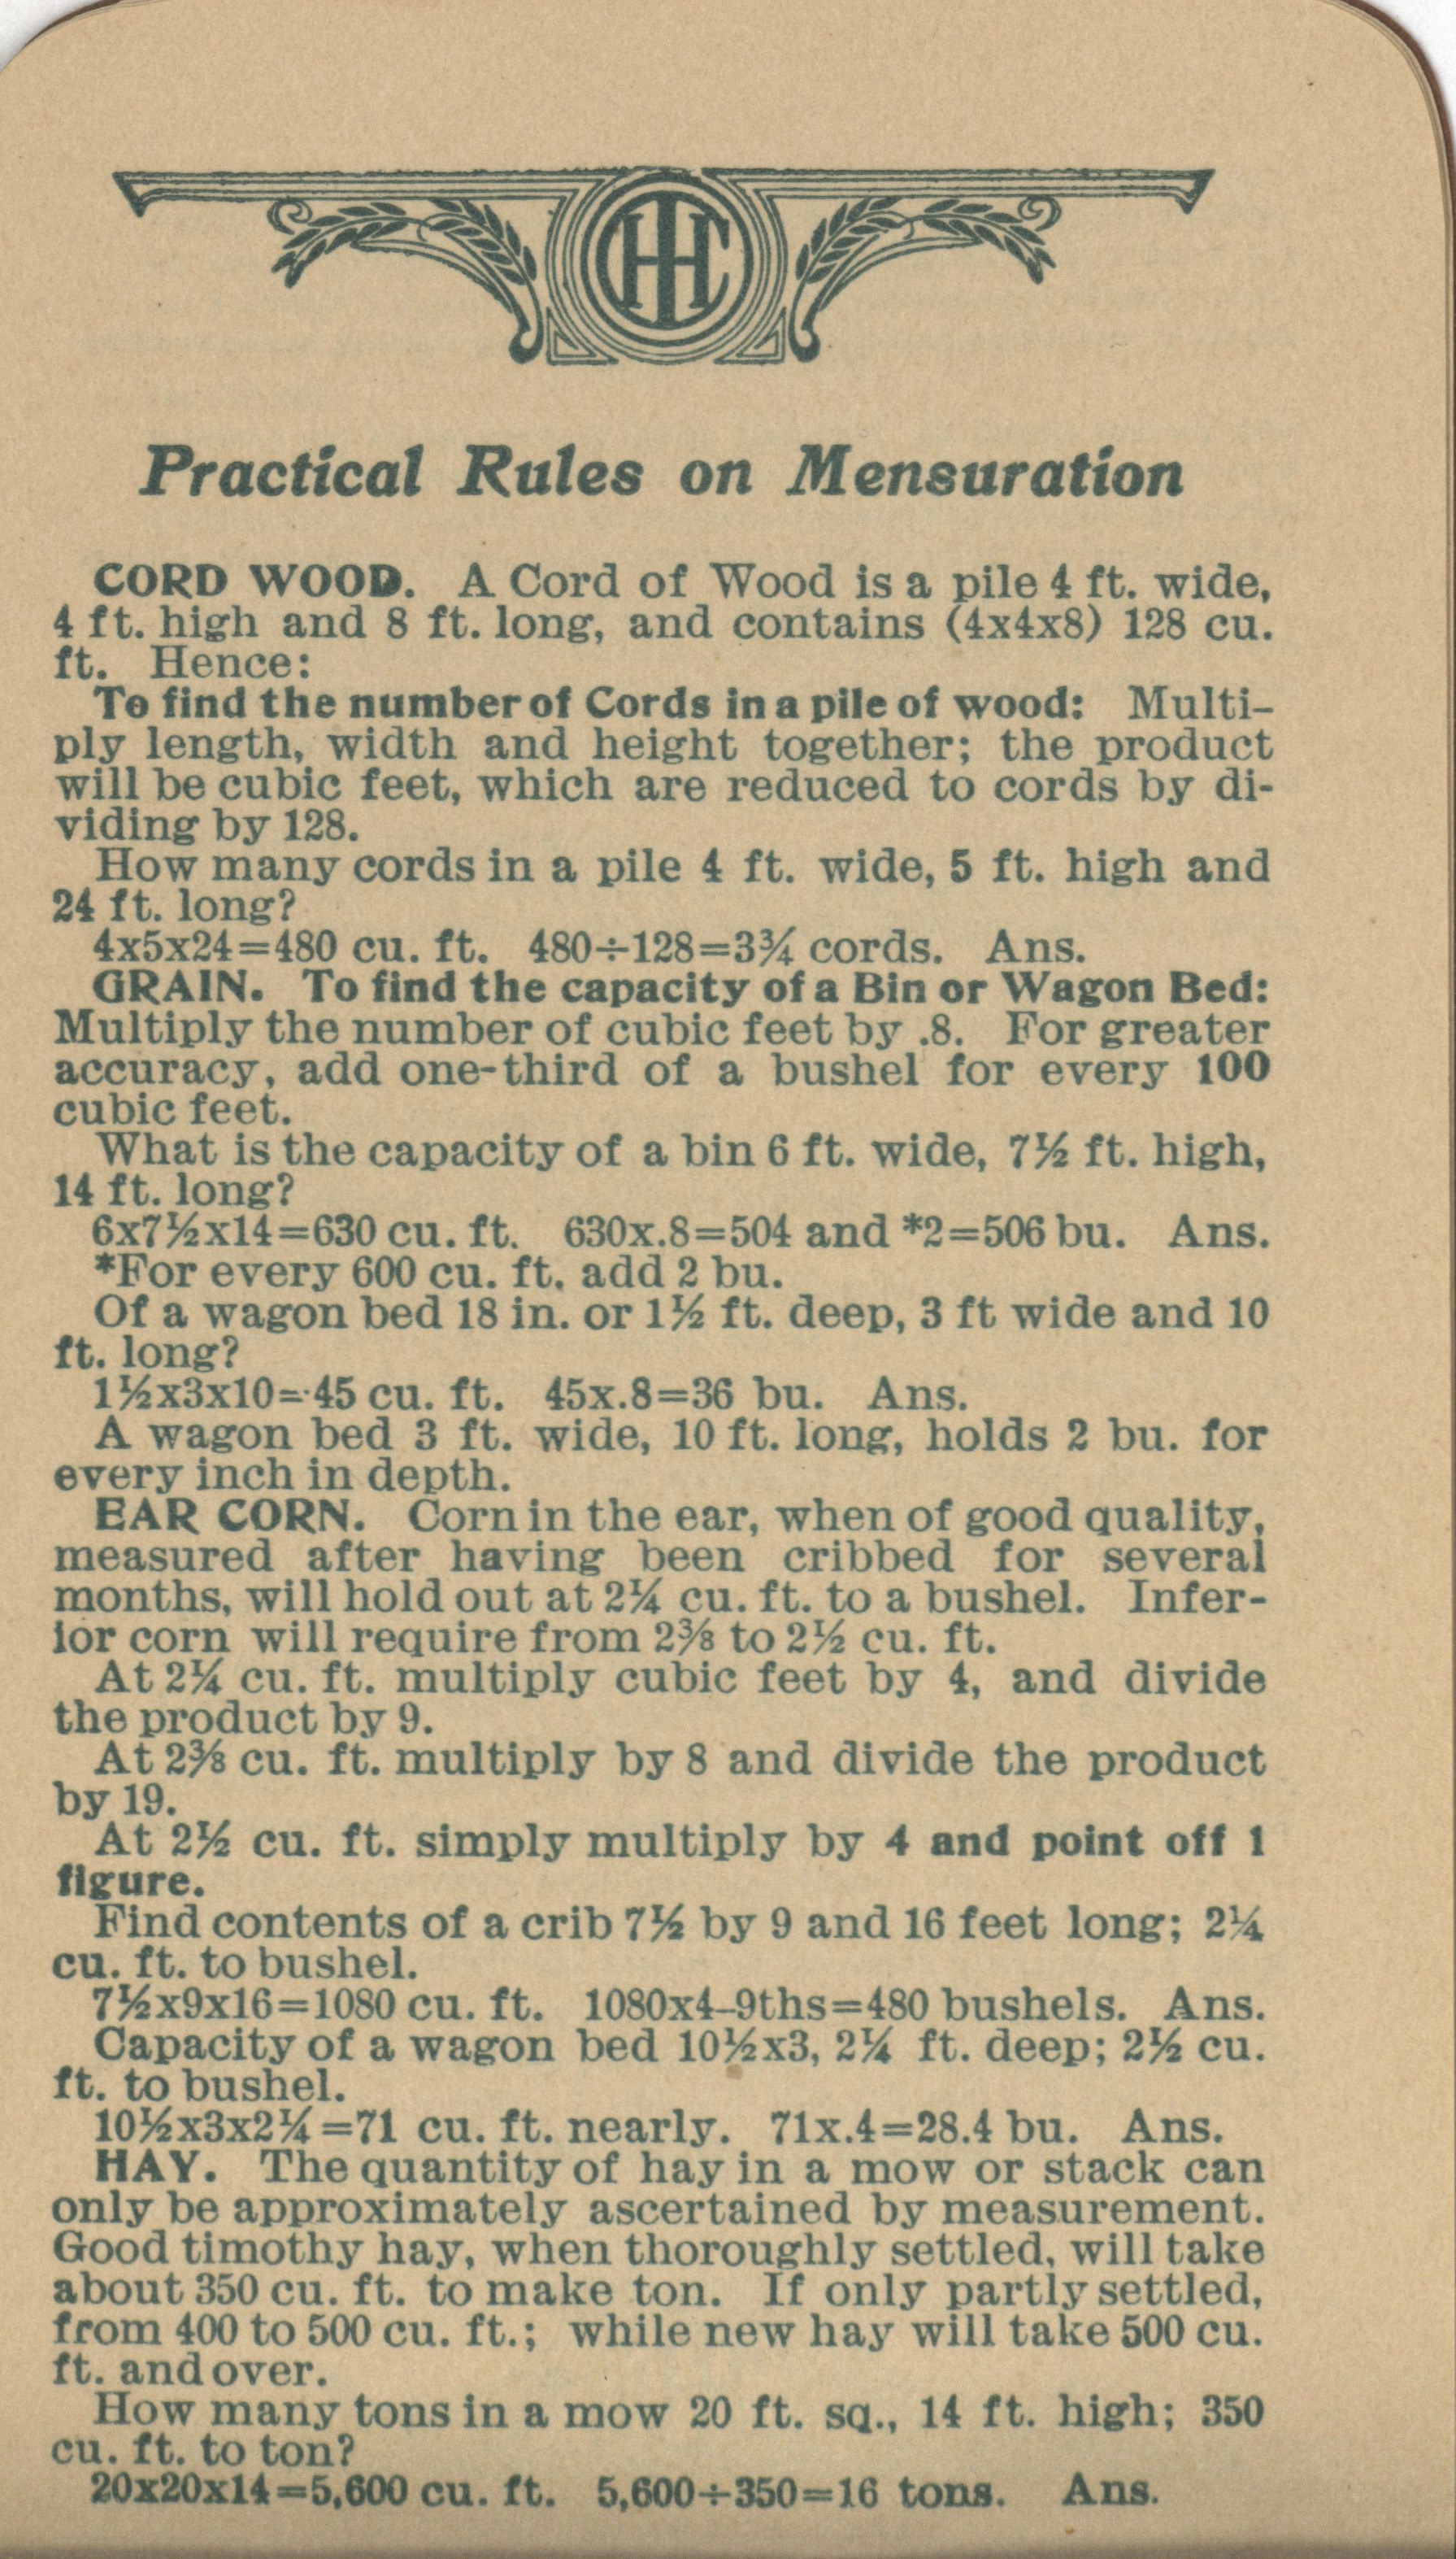 IHC
Practical Rules on Mensuration
CORD WOOD. A Cord of Wood is a pile 4 ft. wide,
4 ft. high and 8 ft. long, and contains (4x4x8) 128 cu.
ft. Hence:
To find the number of Cords in a pile of wood: Multi-
ply length, width and height together; the product
will be cubic feet, which are reduced to cords by di-
viding by 128.
How many cords in a pile 4 ft. wide, 5 ft. high and
24 ft. long?
4x5x24=480 cu. ft. 480÷128=3¾ cords. Ans.
GRAIN. To find the capacity of a Bin or Wagon Bed:
Multiply the number of cubic feet by .8. For greater
accuracy, add one-third of a bushel for every 100
cubic feet.
What is the capacity of a bin 6 ft. wide, 7½ ft. high,
14 ft. long?
6x7½x14=630 cu. ft. 630x.8=504 and *2=506 bu. Ans.
*For every 600 cu. ft. add 2 bu.
Of a wagon bed 18 in. or 1½ ft. deep, 3 ft wide and 10
ft. long?
1½x3x10=45 cu. ft. 45x.8=36 bu. Ans.
A wagon bed 3 ft. wide, 10 ft. long, holds 2 bu. for
every inch in depth.
EAR CORN. Corn in the ear, when of good quality,
measured after having been cribbed for several
months, will hold out at 2¼ cu. ft. to a bushel. Infer-
ior corn will require from 2⅜ to 2½ cu. ft.
At 2¼ cu. ft. multiply cubic feet by 4, and divide
the product by 9.
At 2⅜ cu. ft. multiply by 8 and divide the product
by 19.
At 2½ cu. ft. simply multiply by 4 and point off 1
figure.
Find contents of a crib 7½ by 9 and 16 feet long; 2¼
cu. ft. to bushel.
7½x9x16=1080 cu. ft. 1080x4-9ths=480 bushels. Ans.
Capacity of a wagon bed 10½x3, 2¼ ft. deep; 2½ cu.
ft. to bushel.
10½x3x2¼=71 cu. ft. nearly. 71x.4=28.4 bu. Ans.
HAY. The quantity of hay in a mow or stack can
only be approximately ascertained by measurement.
Good timothy hay, when thoroughly settled, will take
about 350 cu. ft. to make ton. If only partly settled,
from 400 to 500 cu. ft.; while new hay will take 500 cu.
ft. and over.
How many tons in a mow 20 ft. sq., 14 ft. high; 350
cu. ft. to ton?
20x20x14=5,600 cu. ft. 5,600÷350=16 tons. Ans.